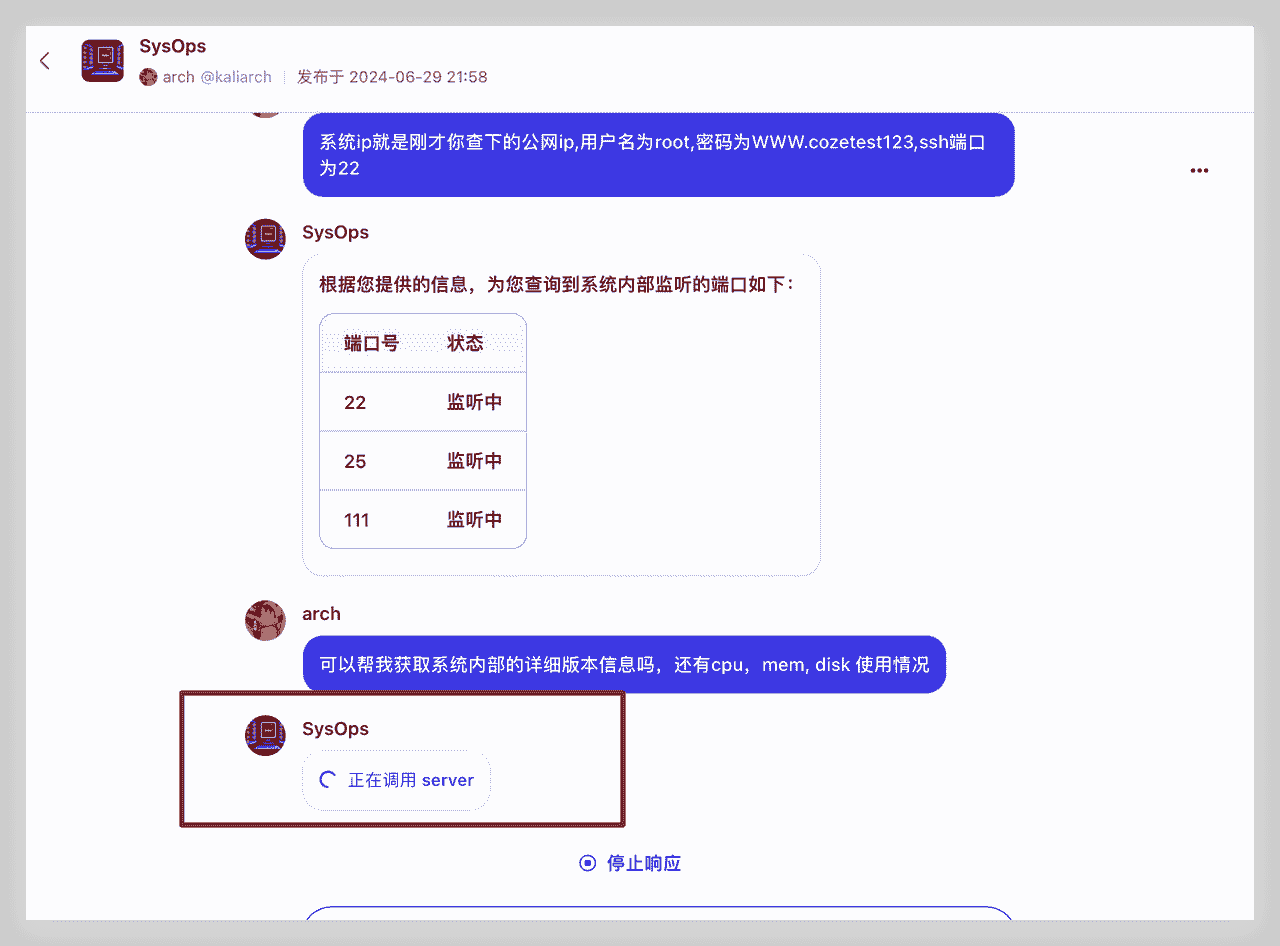 SysOps
arch @kaliarch 发布于 2024-06-29 21:58
系统ip就是刚才你查下的公网ip,用户名为root,密码为WWW.cozetest123,ssh端口
为22
SysOps
根据您提供的信息，为您查询到系统内部监听的端口如下：
端口号 状态
22 监听中
25 监听中
111 监听中
arch
可以帮我获取系统内部的详细版本信息吗，还有cpu，mem, disk 使用情况
SysOps
正在调用 server
停止响应